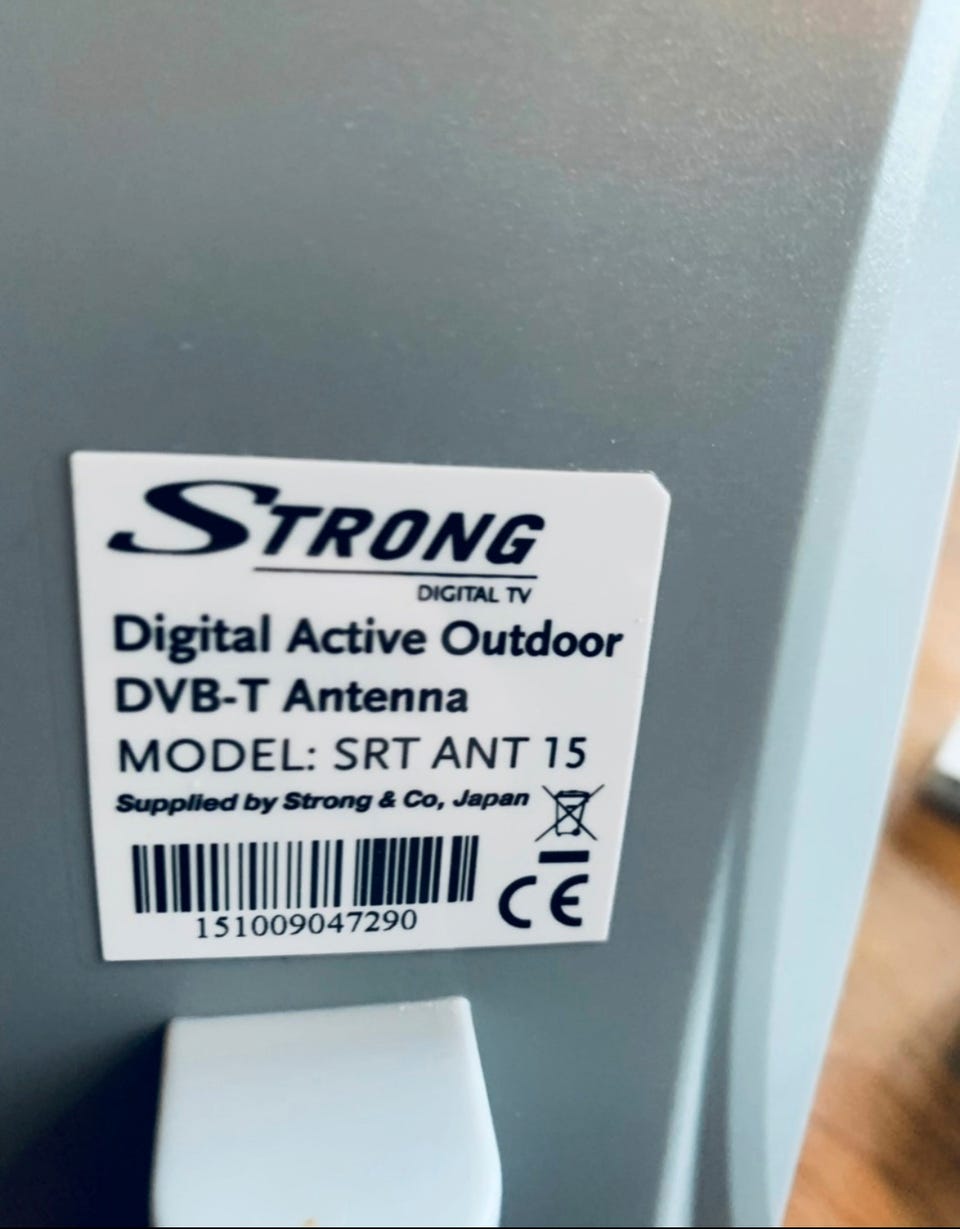 STRONG
DIGITAL TV
Digital Active Outdoor
DVB-T Antenna
MODEL: SRT ANT 15
Supplied by Strong & Co, Japan
CE
151009047290